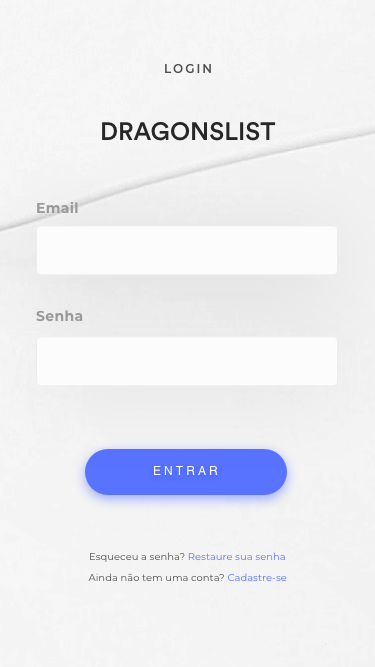 LOGIN
DRAGONSLIST
Email
Senha
ENTRAR
Esqueceu a senha? Restaure sua senha
Ainda não tem uma conta? Cadastre-se